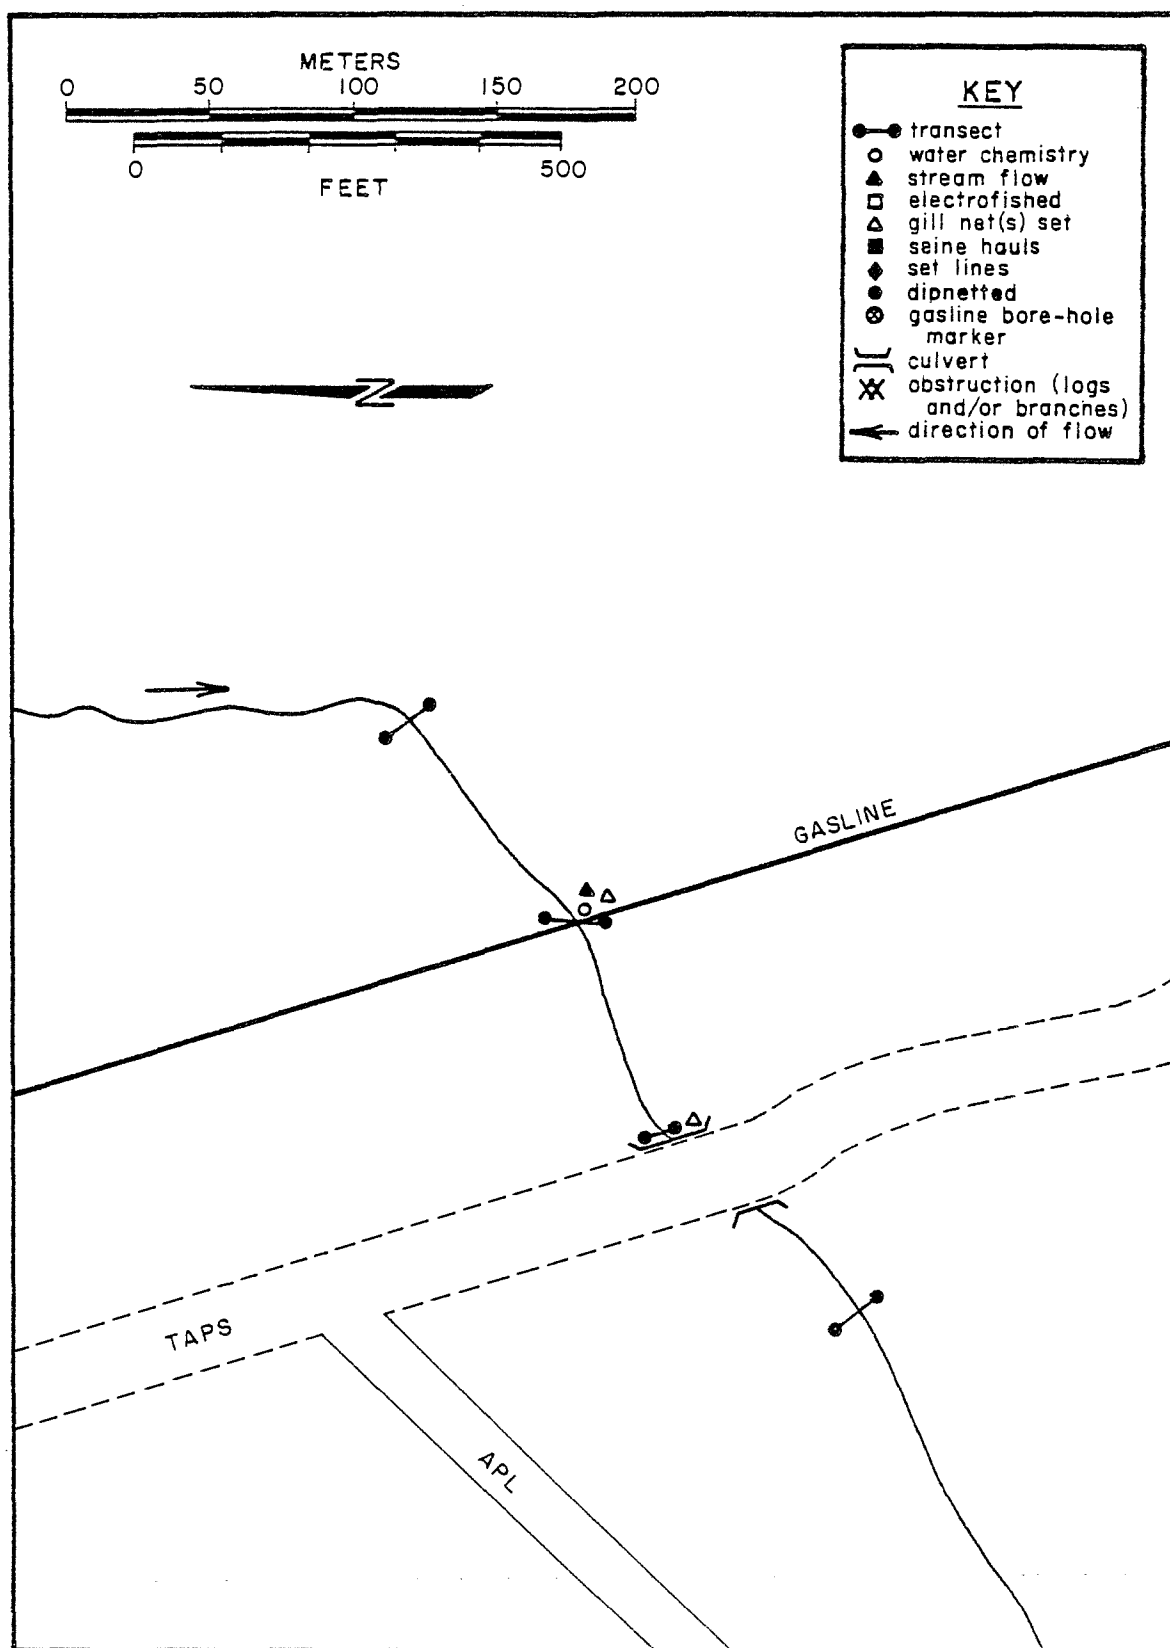 METERS
0 50 100 150 200
0 500
FEET
KEY
transect
water chemistry
stream flow
electrofished
gill net(s) set
seine hauls
set lines
dipnetted
gasline bore-hole
marker
culvert
obstruction (logs
and/or branches)
direction of flow
N
GASLINE
TAPS
APL